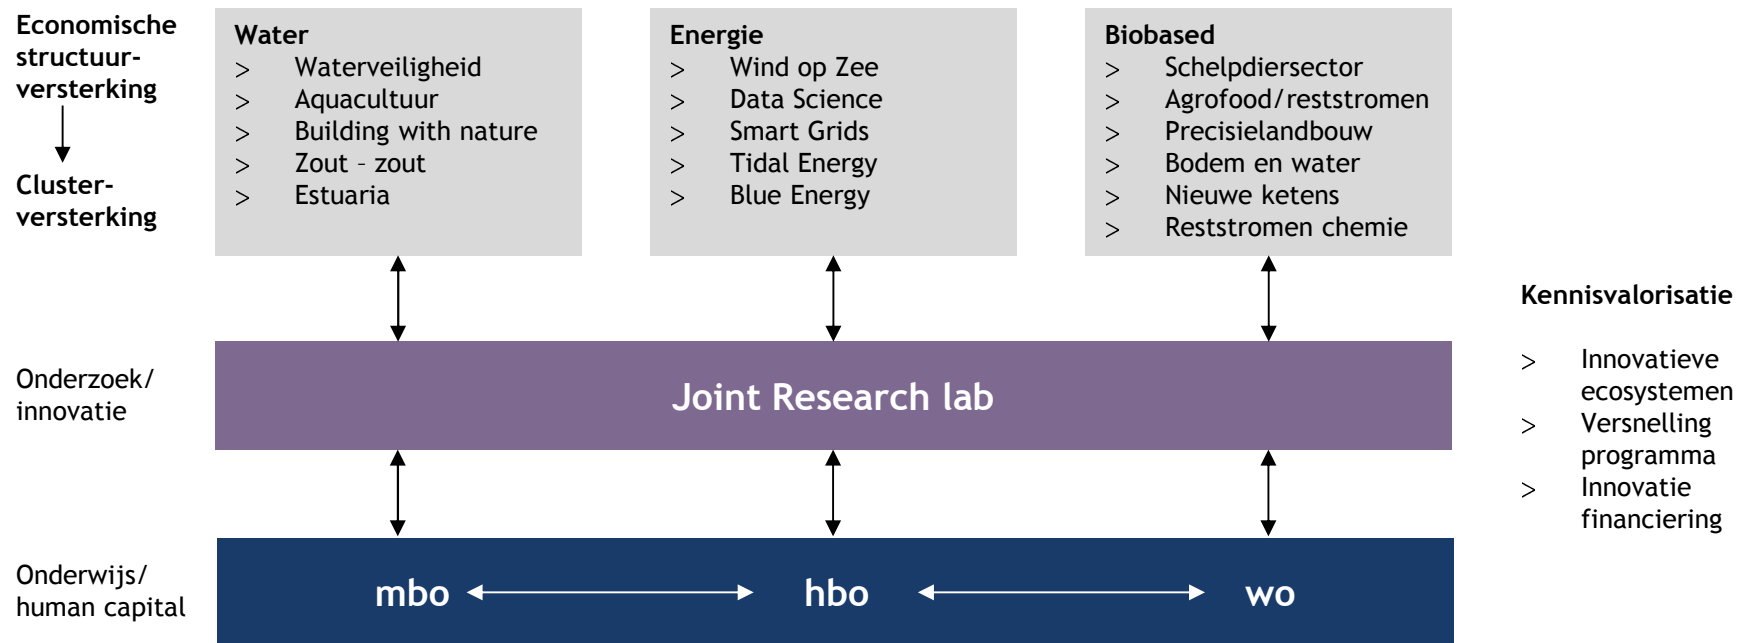 Economische
structuur-
versterking
Cluster-
versterking
Water
> Waterveiligheid
> Aquacultuur
> Building with nature
> Zout – zout
> Estuaria
Energie
> Wind op Zee
> Data Science
> Smart Grids
> Tidal Energy
> Blue Energy
Biobased
> Schelpdiersector
> Agrofood/reststromen
> Precisielandbouw
> Bodem en water
> Nieuwe ketens
> Reststromen chemie
Onderzoek/
innovatie
Joint Research lab
Onderwijs/
human capital
mbo
hbo
wo
Kennisvalorisatie
> Innovatieve
ecosystemen
> Versnelling
programma
> Innovatie
financiering